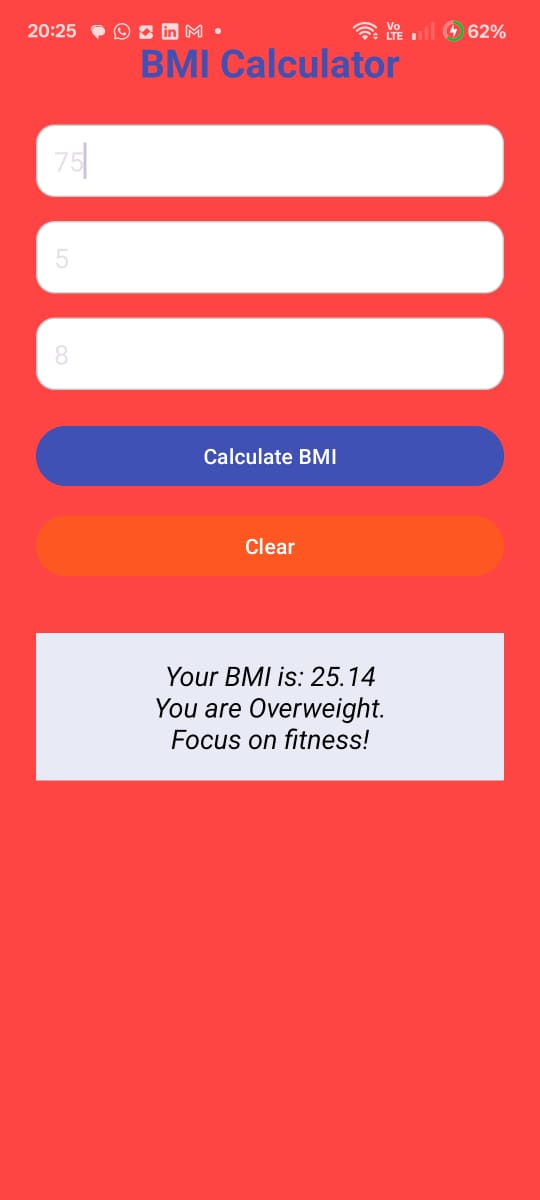 20:25 Vo LTE 62%
BMI Calculator
75
5
8
Calculate BMI
Clear
Your BMI is: 25.14
You are Overweight.
Focus on fitness!